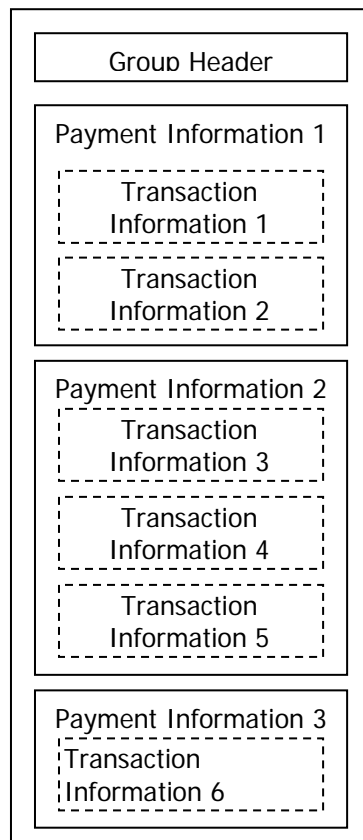 Group Header
Payment Information 1
Transaction
Information 1
Transaction
Information 2
Payment Information 2
Transaction
Information 3
Transaction
Information 4
Transaction
Information 5
Payment Information 3
Transaction
Information 6